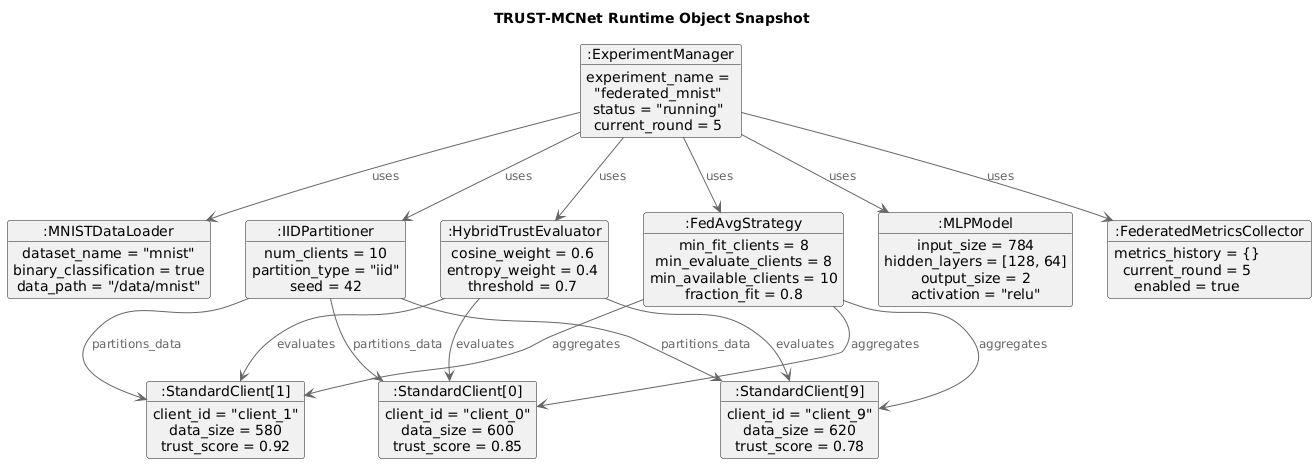 TRUST-MCNet Runtime Object Snapshot
:ExperimentManager
experiment_name =
"federated_mnist"
status = "running"
current_round = 5
uses
uses
uses
uses
uses
uses
:MNISTDataLoader
dataset_name = "mnist"
binary_classification = true
data_path = "/data/mnist"
:IIDPartitioner
num_clients = 10
partition_type = "iid"
seed = 42
:HybridTrustEvaluator
cosine_weight = 0.6
entropy_weight = 0.4
threshold = 0.7
:FedAvgStrategy
min_fit_clients = 8
min_evaluate_clients = 8
min_available_clients = 10
fraction_fit = 0.8
:MLPModel
input_size = 784
hidden_layers = [128, 64]
output_size = 2
activation = "relu"
:FederatedMetricsCollector
metrics_history = {}
current_round = 5
enabled = true
partitions_data
evaluates
partitions_data
evaluates
aggregates
partitions_data
evaluates
aggregates
aggregates
:StandardClient[1]
client_id = "client_1"
data_size = 580
trust_score = 0.92
:StandardClient[0]
client_id = "client_0"
data_size = 600
trust_score = 0.85
:StandardClient[9]
client_id = "client_9"
data_size = 620
trust_score = 0.78